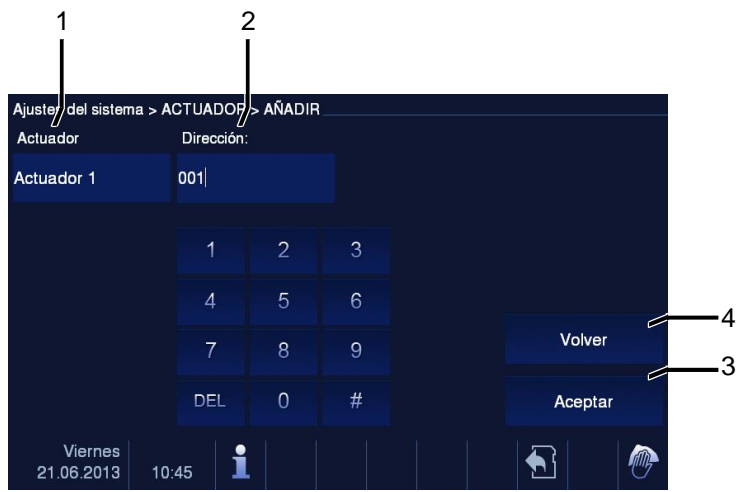 1 2
Ajustes del sistema > ACTUADOR > AÑADIR
Actuador Dirección:
Actuador 1 001
1 2 3
4 5 6
4
Volver
7 8 9
3
DEL 0 #
Aceptar
Viernes
21.06.2013 10:45